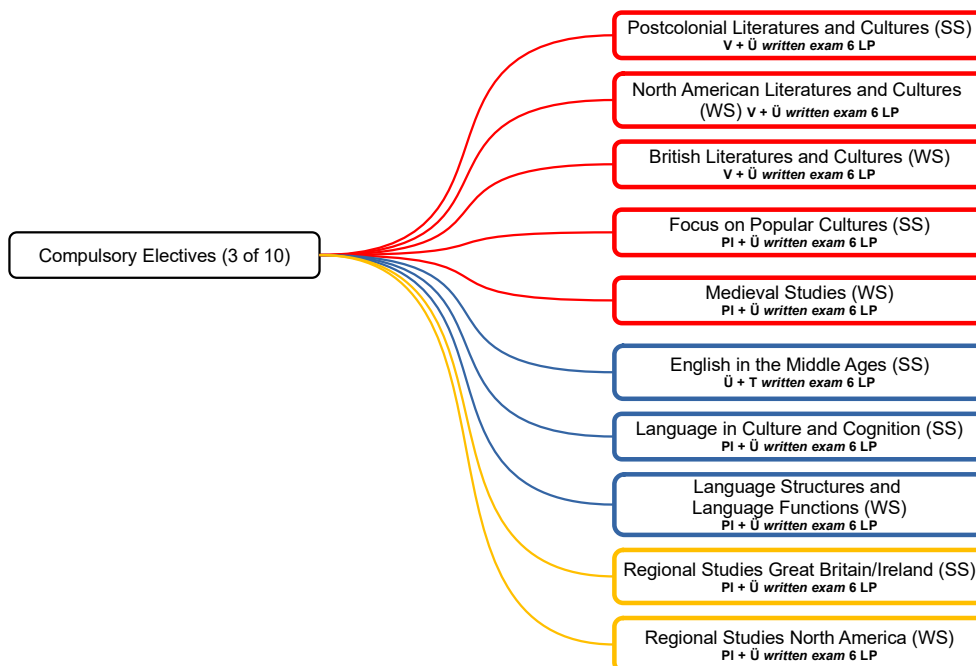 Postcolonial Literatures and Cultures (SS)
V + Ü written exam 6 LP
North American Literatures and Cultures
(WS) V + Ü written exam 6 LP
British Literatures and Cultures (WS)
V + Ü written exam 6 LP
Focus on Popular Cultures (SS)
PI + Ü written exam 6 LP
Compulsory Electives (3 of 10)
Medieval Studies (WS)
PI + Ü written exam 6 LP
English in the Middle Ages (SS)
Ü + T written exam 6 LP
Language in Culture and Cognition (SS)
PI + Ü written exam 6 LP
Language Structures and
Language Functions (WS)
PI + Ü written exam 6 LP
Regional Studies Great Britain/Ireland (SS)
PI + Ü written exam 6 LP
Regional Studies North America (WS)
PI + Ü written exam 6 LP